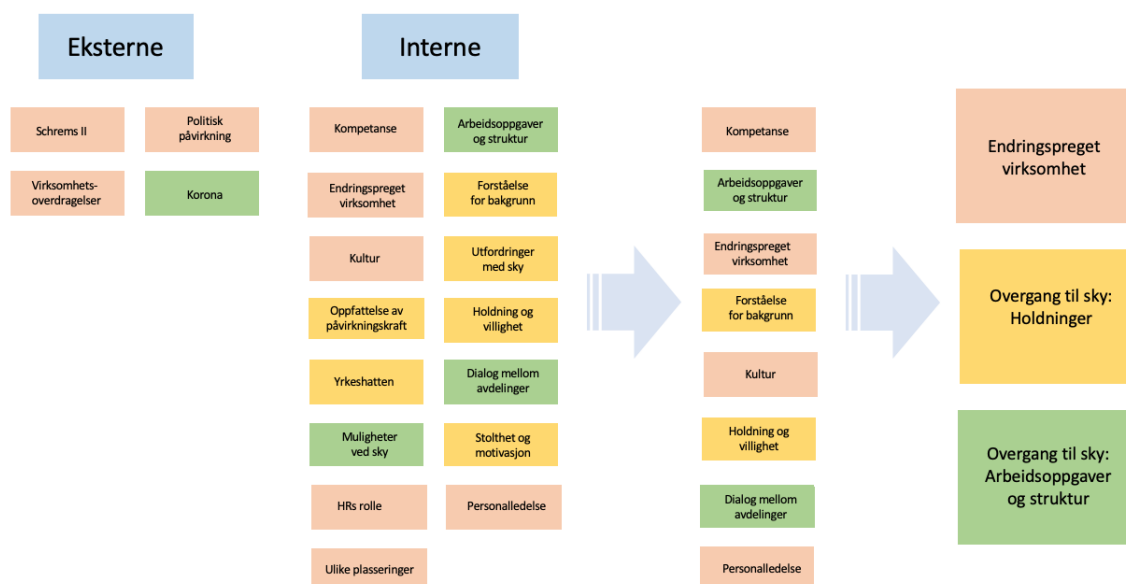 Eksterne
Interne
Schrems II
Politisk
påvirkning
Virksomhets-
overdragelser
Korona
Kompetanse
Arbeidsoppgaver
og struktur
Endringspreget
virksomhet
Forståelse
for bakgrunn
Kultur
Utfordringer
med sky
Oppfattelse av
påvirkningskraft
Holdning og
villighet
Yrkeshatten
Dialog mellom
avdelinger
Muligheter
ved sky
Stolthet og
motivasjon
HRs rolle
Personalledelse
Ulike plasseringer
Kompetanse
Arbeidsoppgaver
og struktur
Endringspreget
virksomhet
Forståelse
for bakgrunn
Kultur
Holdning og
villighet
Dialog mellom
avdelinger
Personalledelse
Endringspreget
virksomhet
Overgang til sky:
Holdninger
Overgang til sky:
Arbeidsoppgaver
og struktur